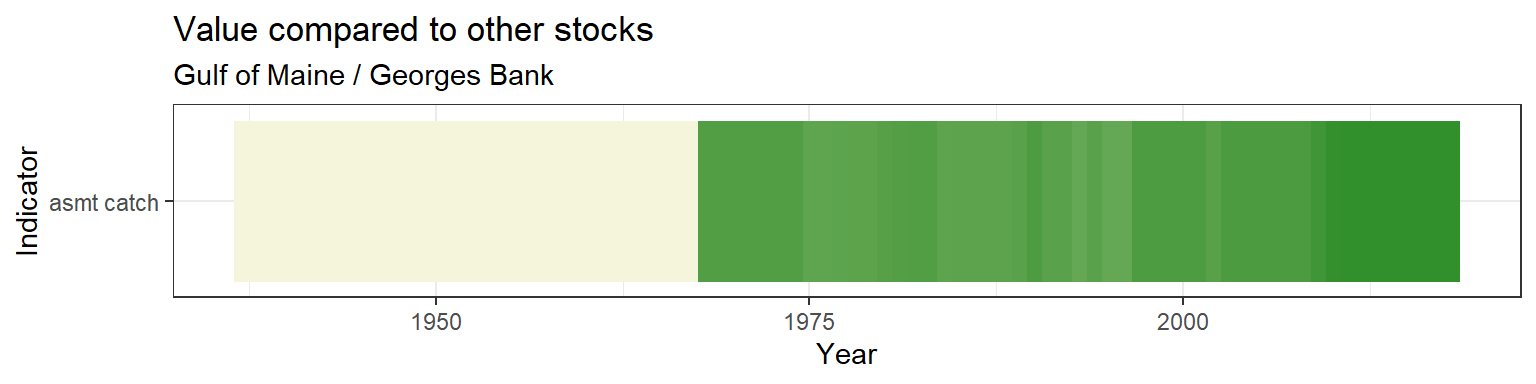 Value compared to other stocks
Gulf of Maine / Georges Bank
Indicator
asmt catch
1950 1975 2000
Year